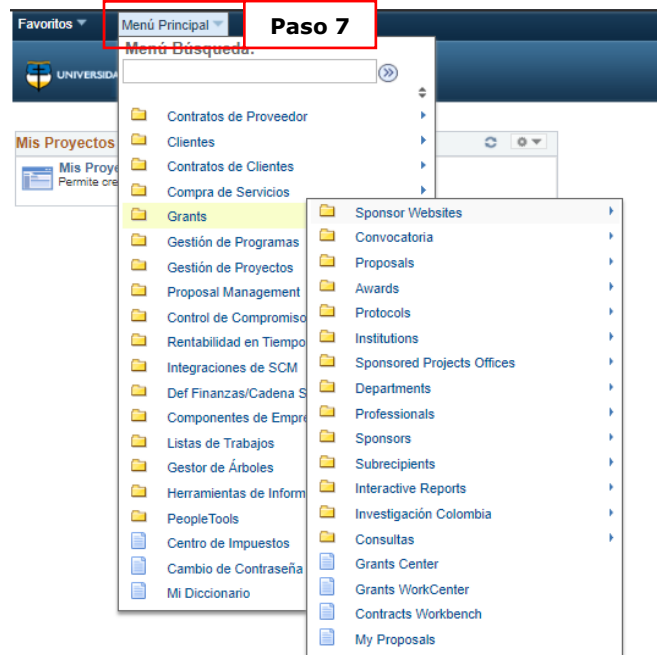 Favoritos
Menú Principal
Paso 7
Menú Búsqueda:
Contratos de Proveedor
Clientes
Contratos de Clientes
Compra de Servicios
Grants
Gestión de Programas
Gestión de Proyectos
Proposal Management
Control de Compromiso
Rentabilidad en Tiempo
Integraciones de SCM
Def Finanzas/Cadena S
Componentes de Empre
Listas de Trabajos
Gestor de Árboles
Herramientas de Inform
PeopleTools
Centro de Impuestos
Cambio de Contraseña
Mi Diccionario
UNIVERSIDA
Mis Proyectos
Mis Proye
Permite cre
Sponsor Websites
Convocatoria
Proposals
Awards
Protocols
Institutions
Sponsored Projects Offices
Departments
Professionals
Sponsors
Subrecipients
Interactive Reports
Investigación Colombia
Consultas
Grants Center
Grants WorkCenter
Contracts Workbench
My Proposals